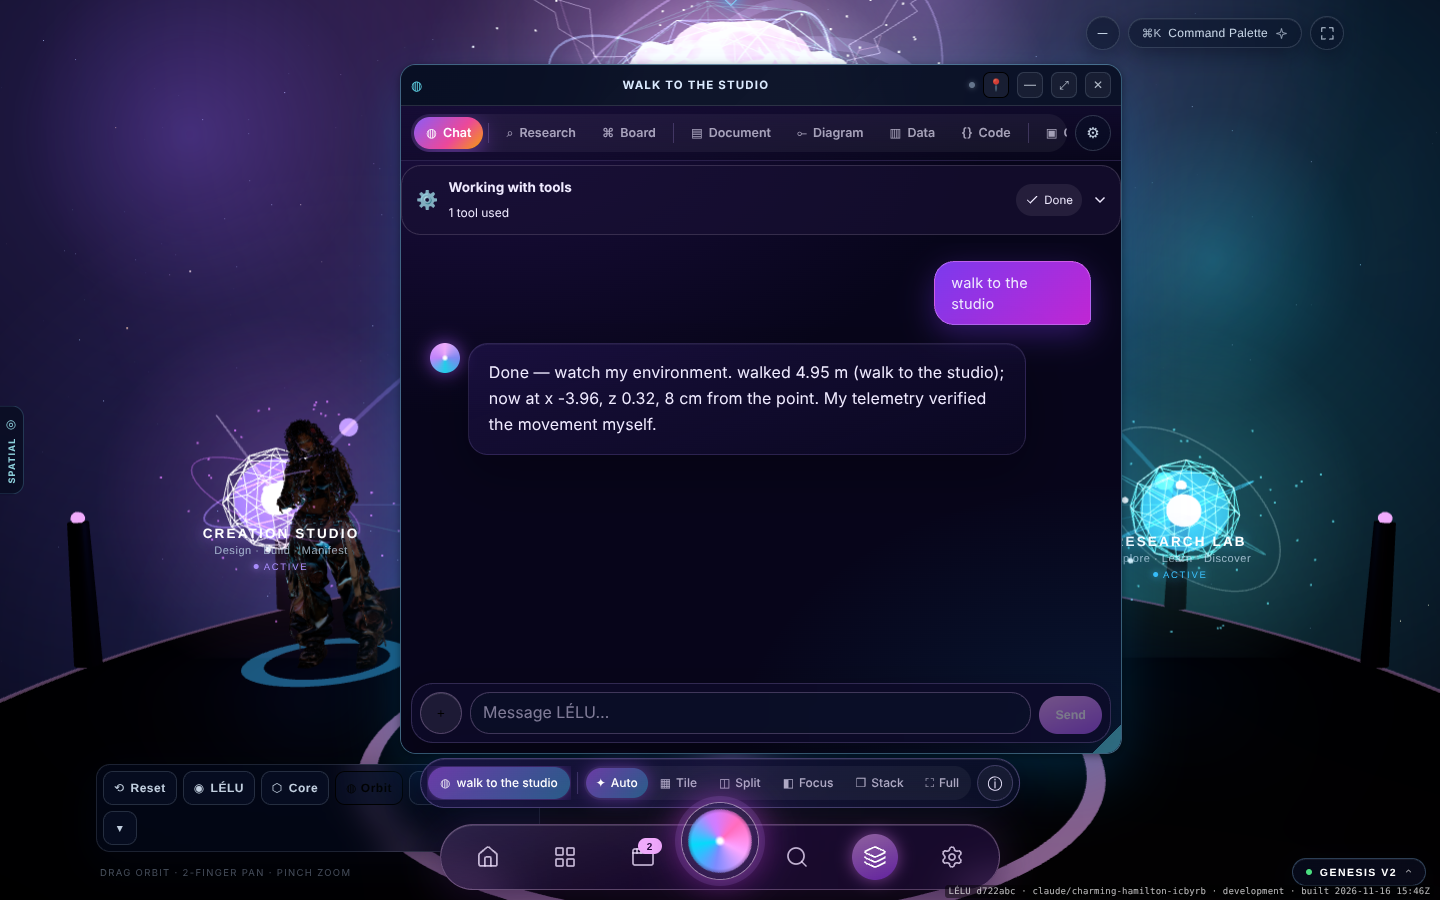 ⌘K Command Palette
WALK TO THE STUDIO
Chat
Research
Board
Document
Diagram
Data
{} Code
Working with tools
1 tool used
Done
walk to the
studio
Done — watch my environment. walked 4.95 m (walk to the studio);
now at x -3.96, z 0.32, 8 cm from the point. My telemetry verified
the movement myself.
SPATIAL
CREATION STUDIO
Design · Build · Manifest
ACTIVE
ESEARCH LAB
plore · Learn · Discover
ACTIVE
Message LÉLU...
Send
Reset
LÉLU
Core
Orbit
walk to the studio
Auto
Tile
Split
Focus
Stack
Full
2
DRAG ORBIT · 2-FINGER PAN · PINCH ZOOM
GENESIS V2
LÉLU d722abc · claude/charming-hamilton-icbyrb · development · built 2026-11-16 15:46Z